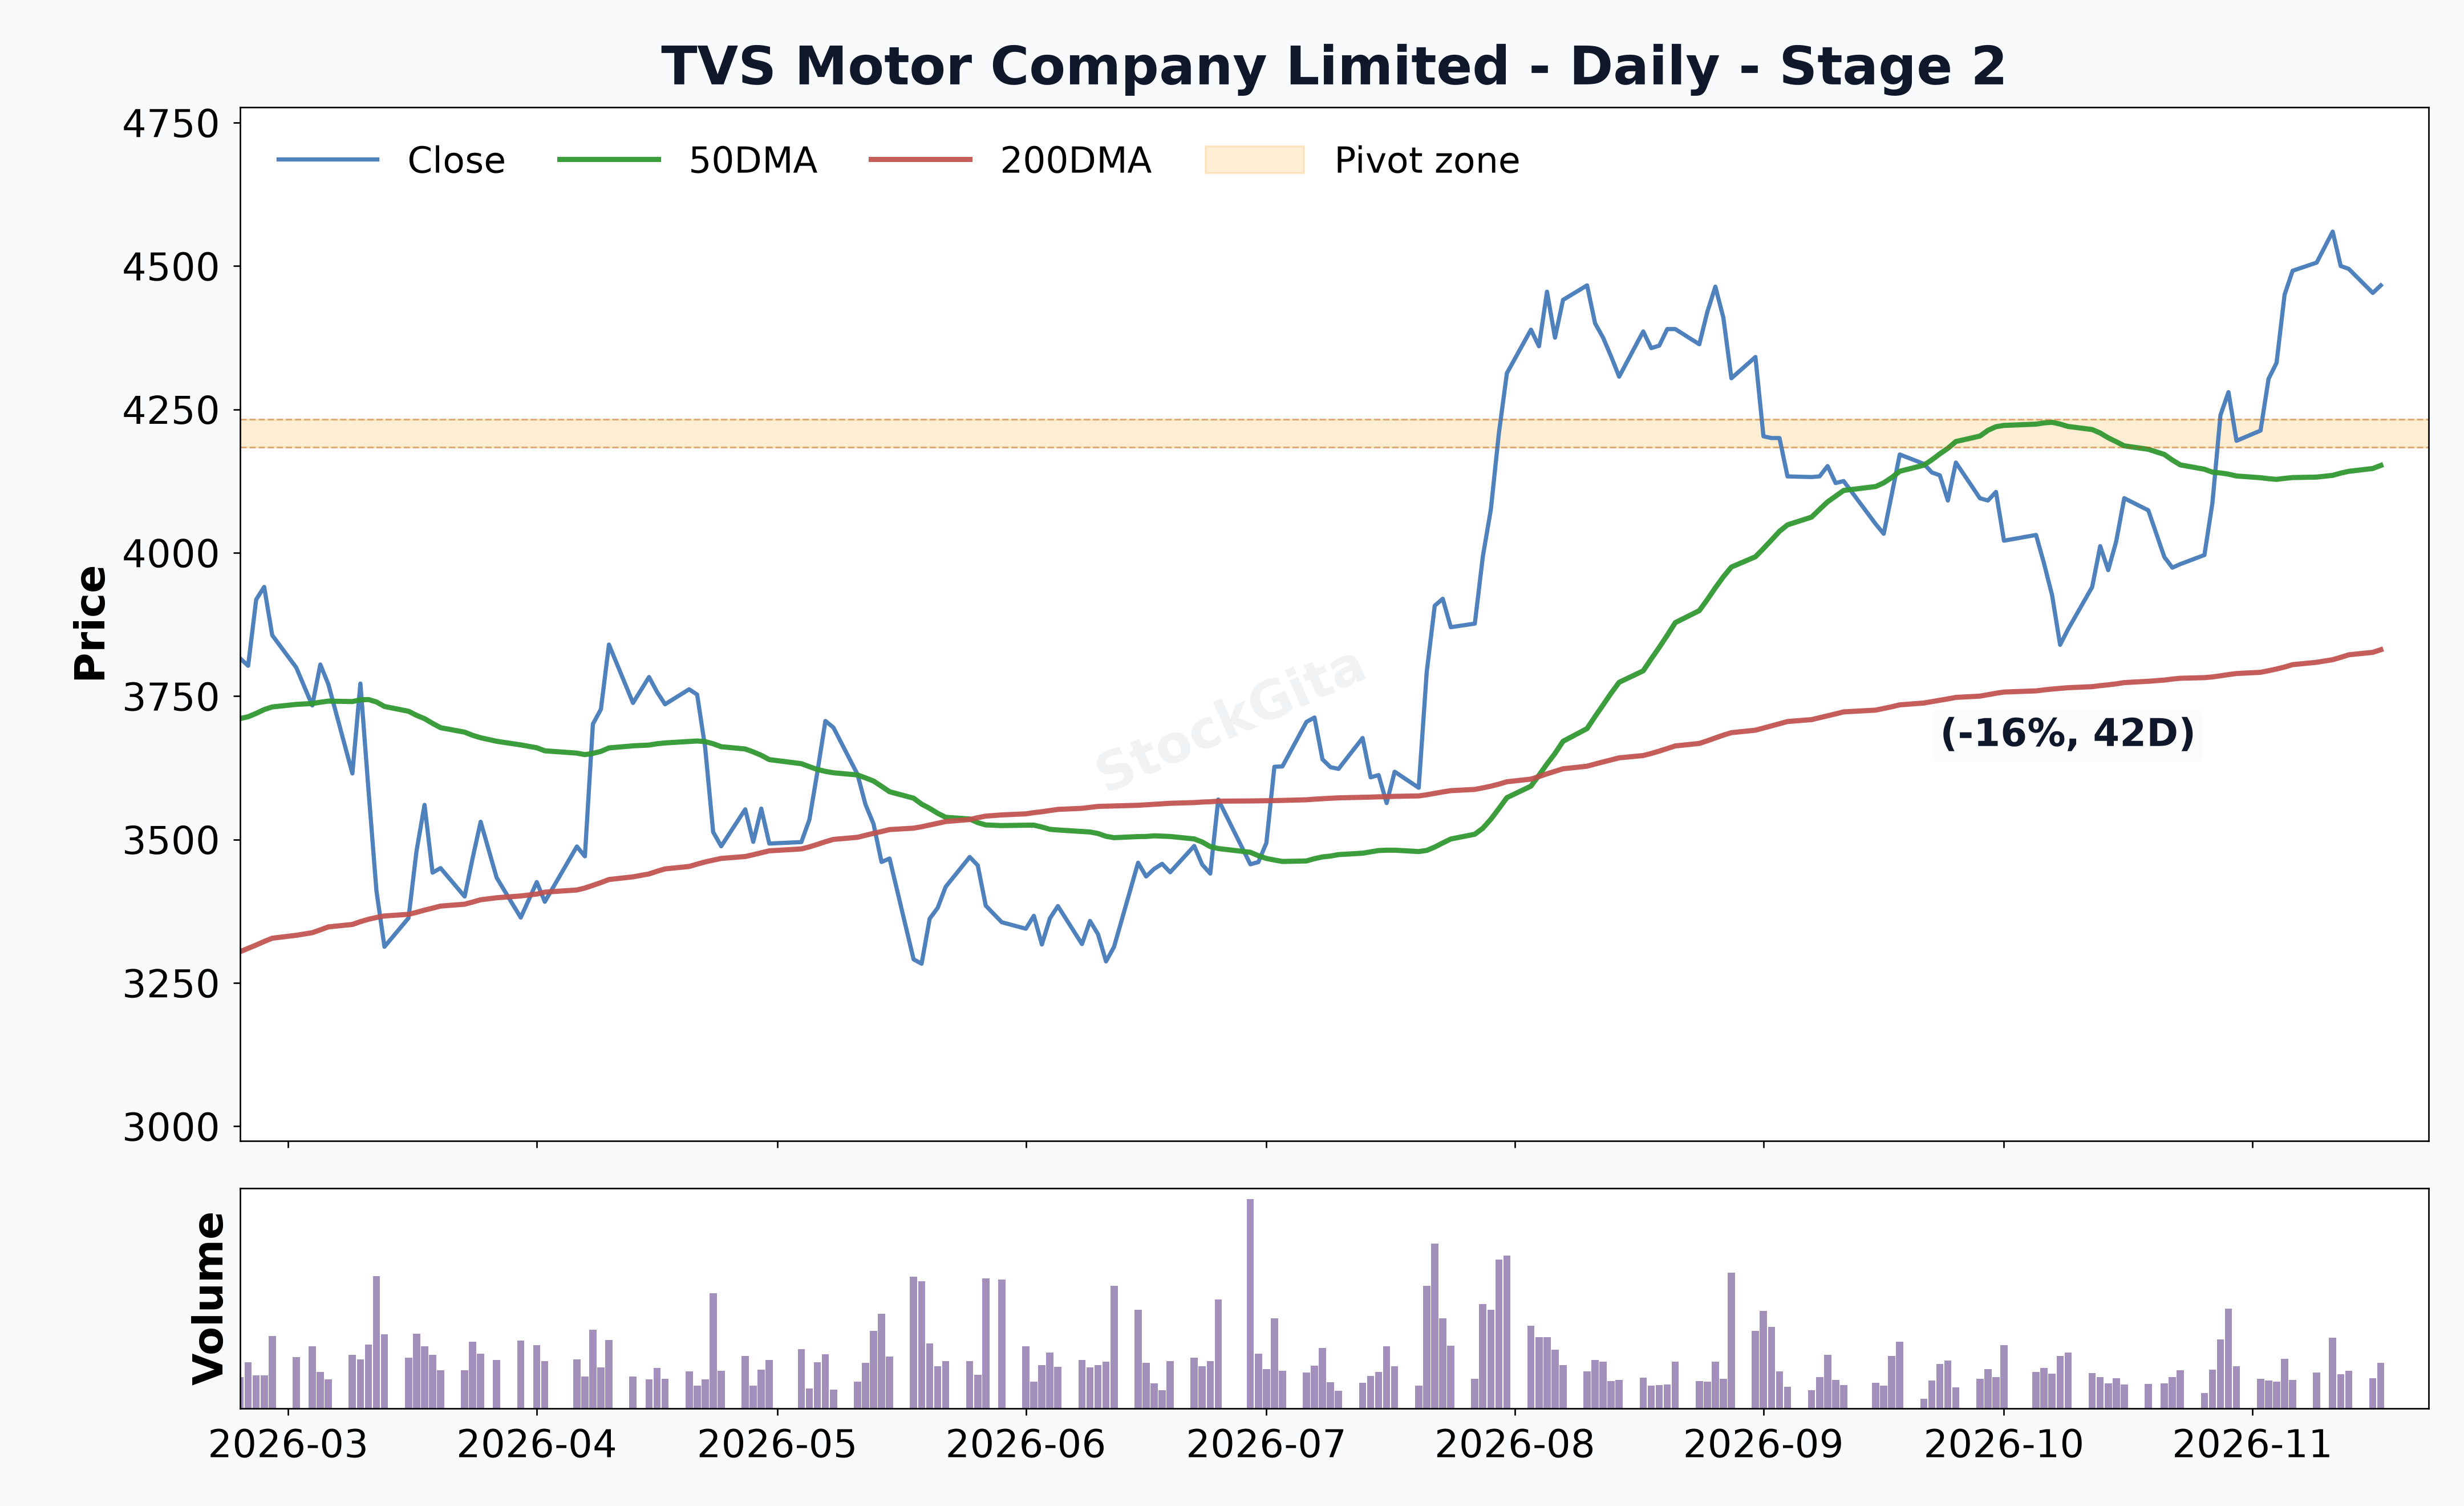 TVS Motor Company Limited - Daily - Stage 2
Close 50DMA 200DMA Pivot zone
4750
4500
4250
4000
3750
3500
3250
3000
Price
StockGita
(-16%, 42D)
Volume
2026-03 2026-04 2026-05 2026-06 2026-07 2026-08 2026-09 2026-10 2026-11